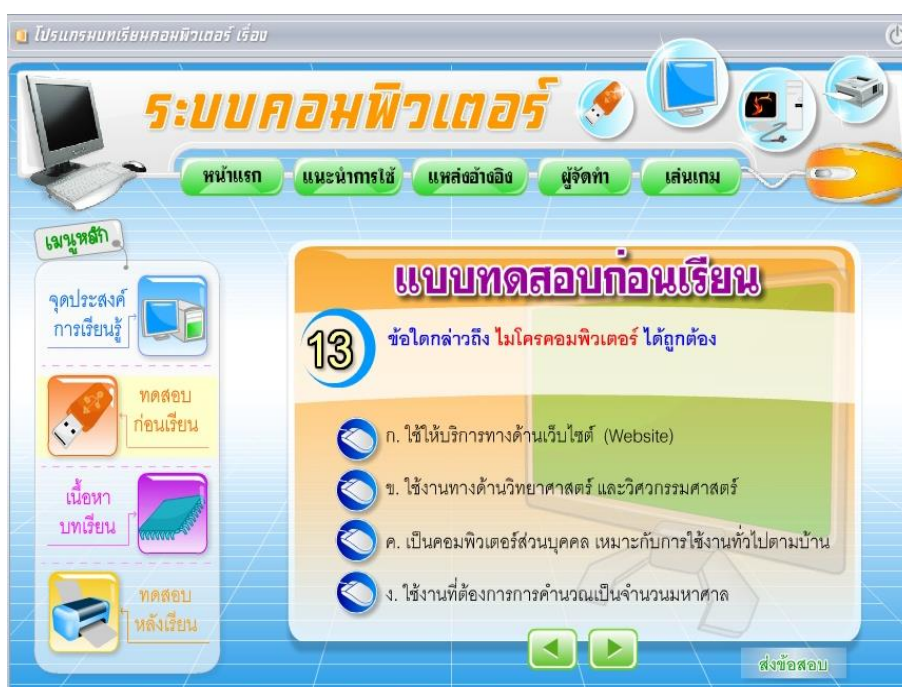 โปรแกรมบทเรียนคอมพิวเตอร์ เรื่อง
ระบบคอมพิวเตอร์
หน้าแรก
แนะนำการใช้
แหล่งอ้างอิง
ผู้จัดทำ
เล่นเกม
เมนูหลัก
จุดประสงค์
การเรียนรู้
ทดสอบ
ก่อนเรียน
เนื้อหา
บทเรียน
ทดสอบ
หลังเรียน
แบบทดสอบก่อนเรียน
13
ข้อใดกล่าวถึง ไมโครคอมพิวเตอร์ ได้ถูกต้อง
ก. ใช้ให้บริการทางด้านเว็บไซต์ (Website)
ข. ใช้งานทางด้านวิทยาศาสตร์ และวิศวกรรมศาสตร์
ค. เป็นคอมพิวเตอร์ส่วนบุคคล เหมาะกับการใช้งานทั่วไปตามบ้าน
ง. ใช้งานที่ต้องการการคำนวณเป็นจำนวนมหาศาล
ส่งข้อสอบ